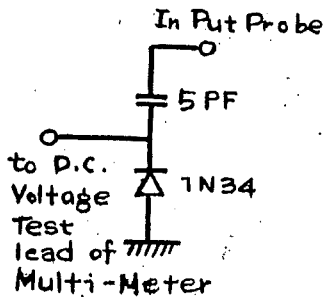 In Put Probe
5 PF
to D.C.
Voltage
Test
lead of
Multi-Meter
1N34